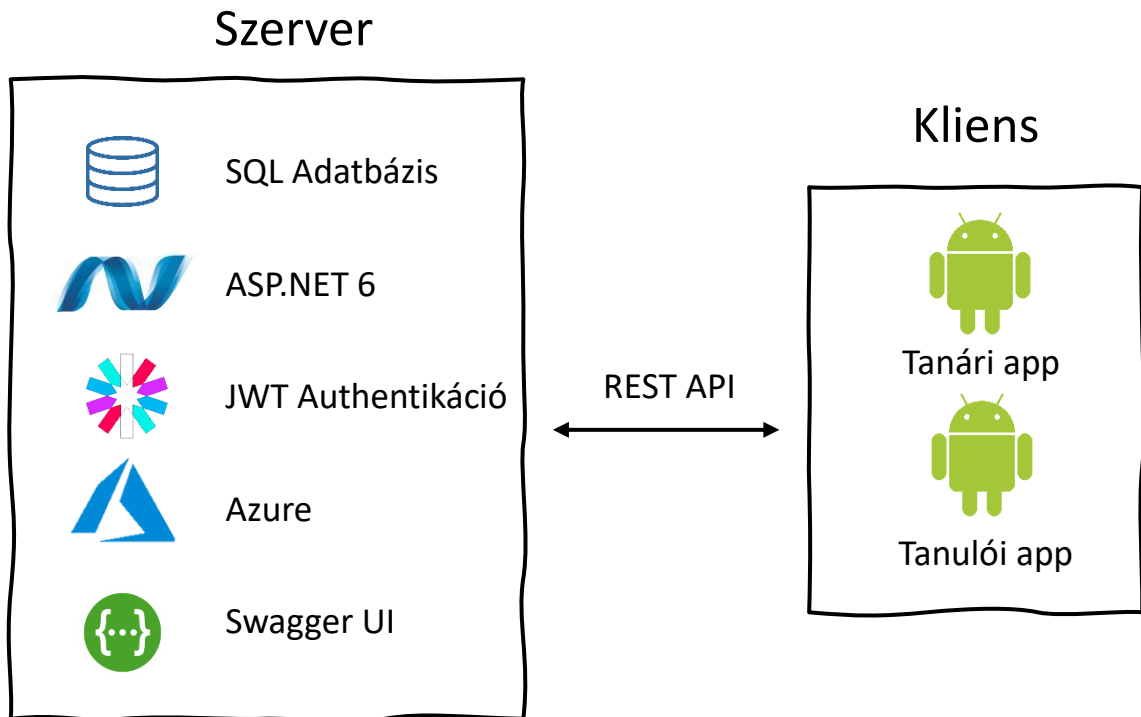 Szerver
SQL Adatbázis
ASP.NET 6
JWT Authentikáció
Azure
Swagger UI
REST API
Kliens
Tanári app
Tanulói app